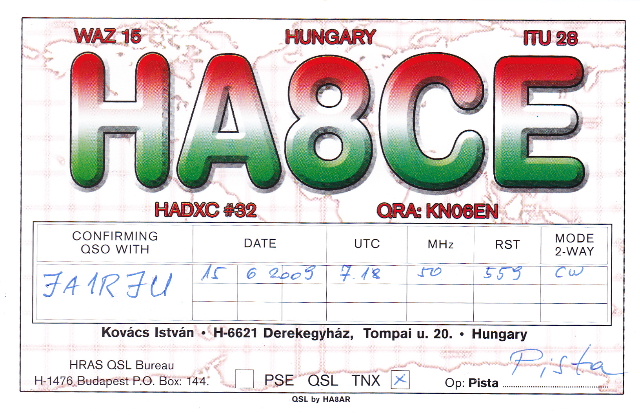 WAZ 15 HUNGARY ITU 28
HA8CE
HADXC #32 QRA: KN06EN
CONFIRMING QSO WITH DATE UTC MHz RST MODE 2-WAY
JA1RJU 15 6 2009 7.18 50 559 CW
Kovács István • H-6621 Derekegyház, Tompai u. 20. • Hungary
HRAS QSL Bureau
H-1476 Budapest P.O. Box: 144. PSE QSL TNX x Op: Pista Pista
QSL by HA8AR